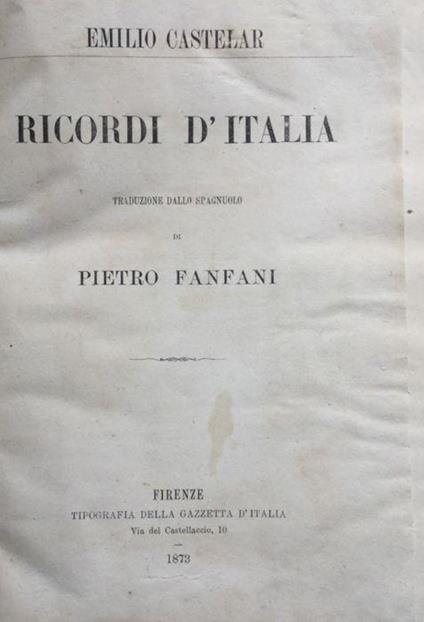 EMILIO CASTELAR
RICORDI D'ITALIA
TRADUZIONE DALLO SPAGNUOLO
DI
PIETRO FANFANI
FIRENZE
TIPOGRAFIA DELLA GAZZETTA D'ITALIA
Via del Castellaccio, 10
—
1873